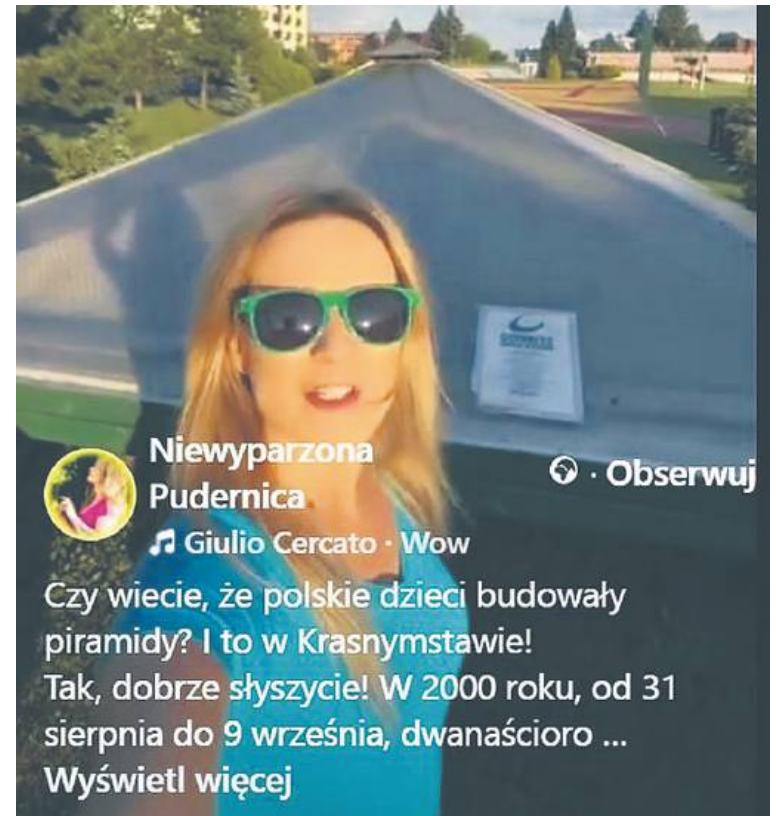 Niewyparzona
Pudernica
· Obserwuj
Giulio Cercato · Wow
Czy wiecie, że polskie dzieci budowały
piramidy? I to w Krasnymstawie!
Tak, dobrze słyszycie! W 2000 roku, od 31
sierpnia do 9 września, dwanaścioro ...
Wyświetl więcej